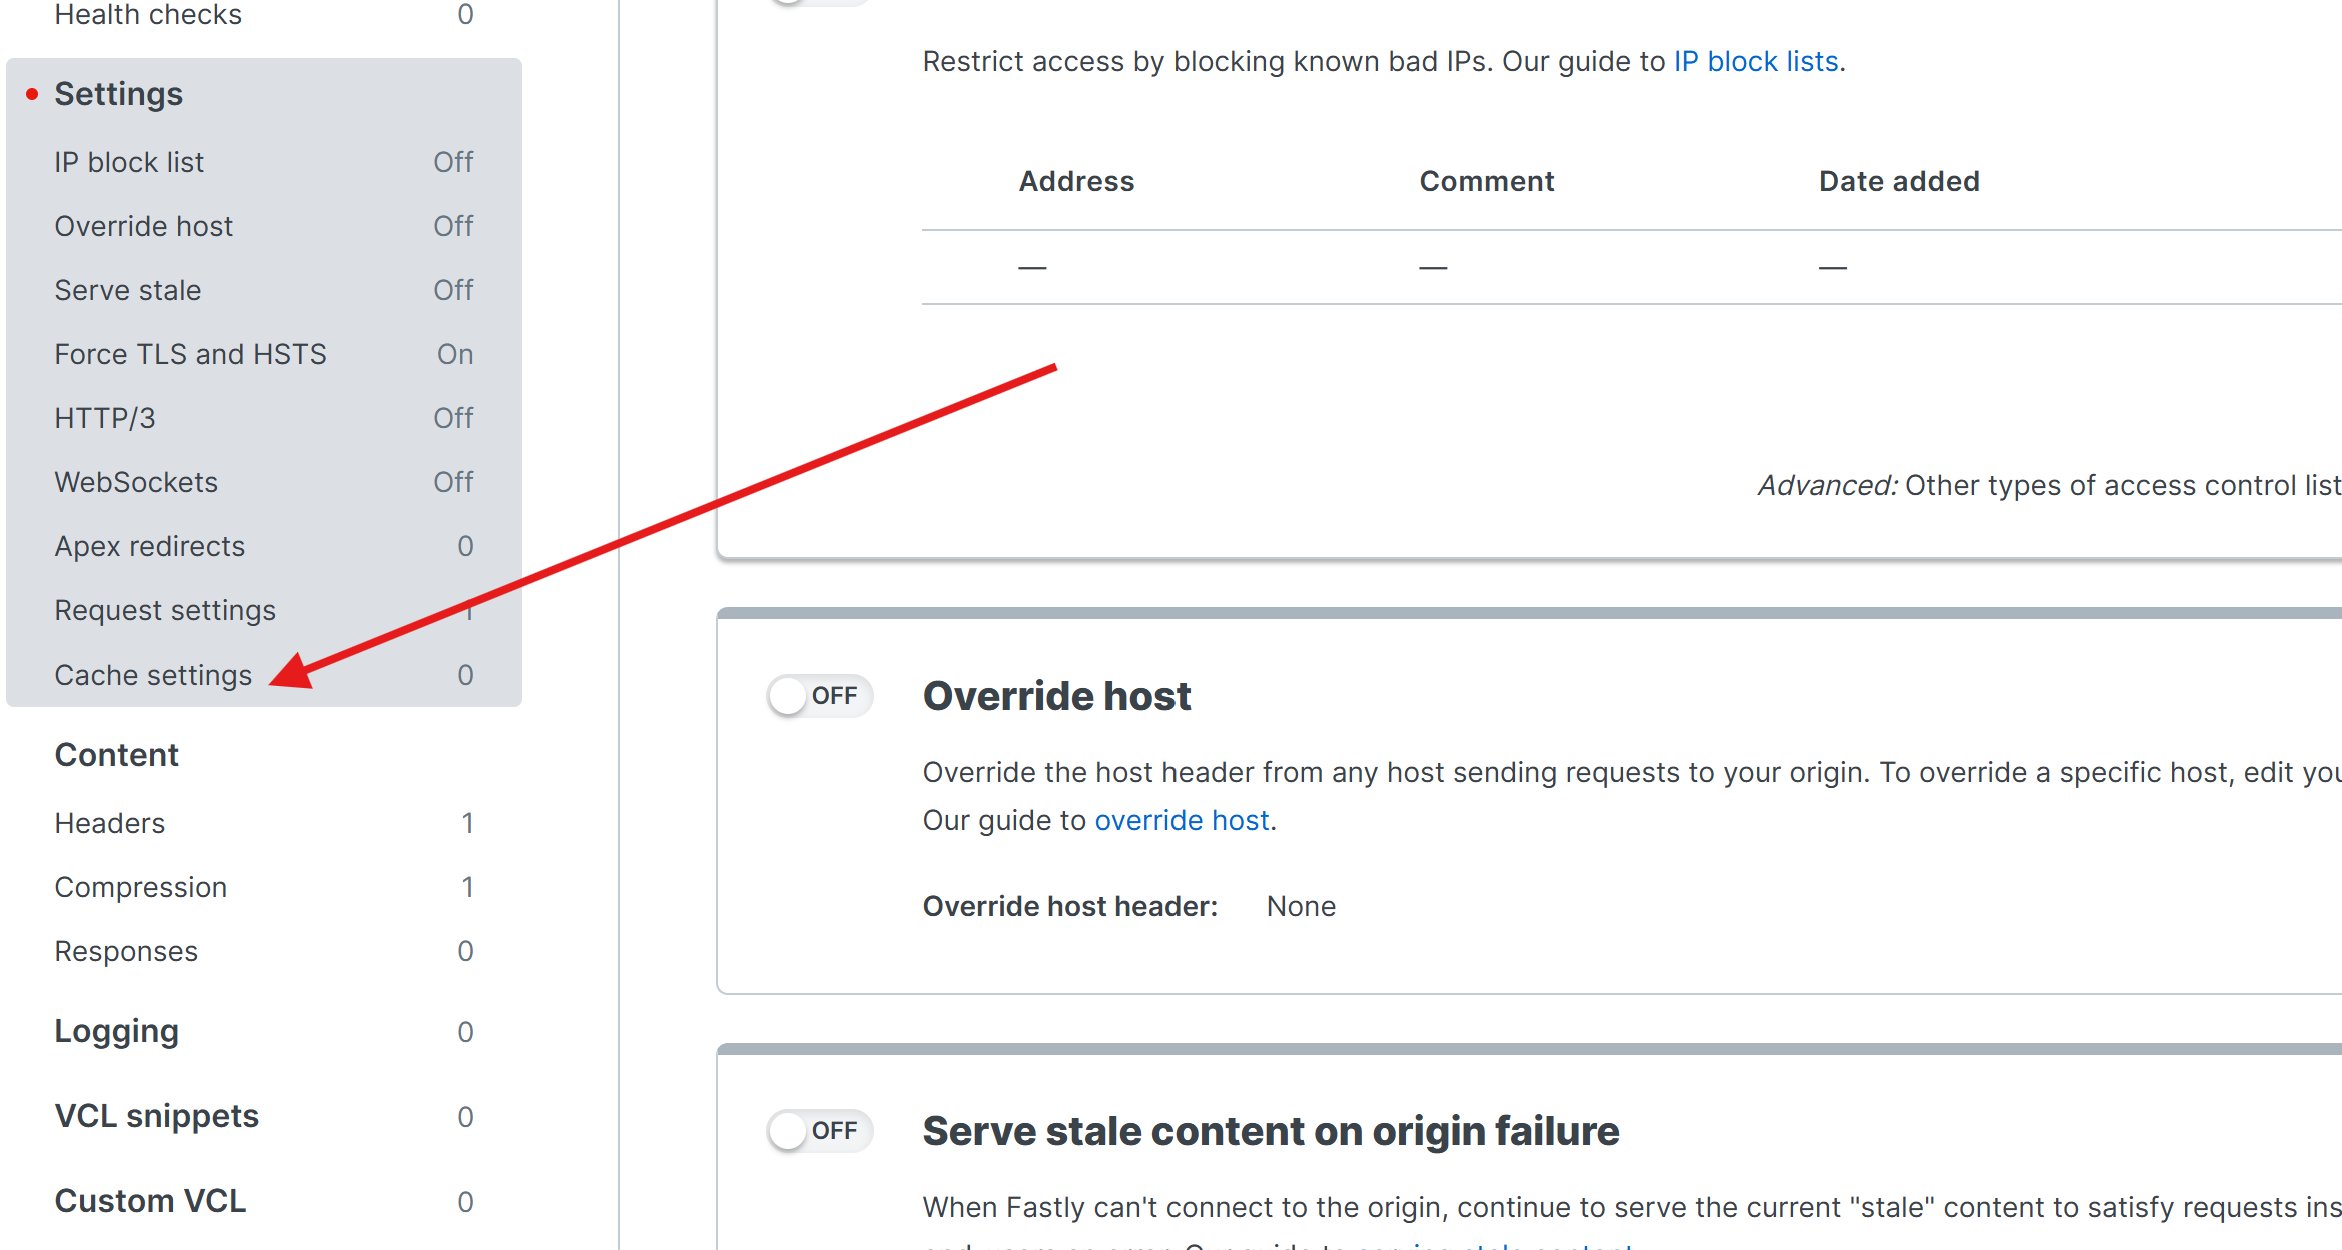 Health checks 0
Settings
IP block list Off
Override host Off
Serve stale Off
Force TLS and HSTS On
HTTP/3 Off
WebSockets Off
Apex redirects 0
Request settings 1
Cache settings 0
Content
Headers 1
Compression 1
Responses 0
Logging 0
VCL snippets 0
Custom VCL 0
Restrict access by blocking known bad IPs. Our guide to IP block lists.
Address Comment Date added
— — —
Advanced: Other types of access control list
OFF Override host
Override the host header from any host sending requests to your origin. To override a specific host, edit you
Our guide to override host.
Override host header: None
OFF Serve stale content on origin failure
When Fastly can't connect to the origin, continue to serve the current "stale" content to satisfy requests ins